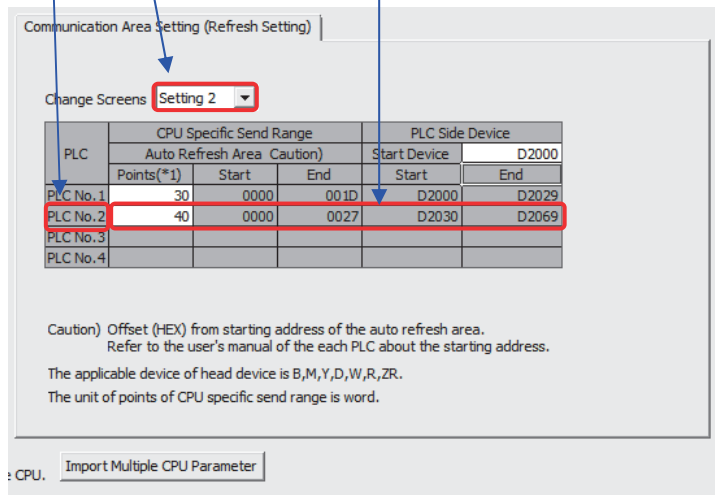 Communication Area Setting (Refresh Setting)
Change Screens Setting 2
PLC CPU Specific Send Range PLC Side Device
Auto Refresh Area Caution) Start Device D2000
Points(*1) Start End Start End
PLC No.1 30 0000 001D D2000 D2029
PLC No.2 40 0000 0027 D2030 D2069
PLC No.3
PLC No.4
Caution) Offset (HEX) from starting address of the auto refresh area.
Refer to the user's manual of the each PLC about the starting address.
The applicable device of head device is B,M,Y,D,W,R,ZR.
The unit of points of CPU specific send range is word.
e CPU. Import Multiple CPU Parameter